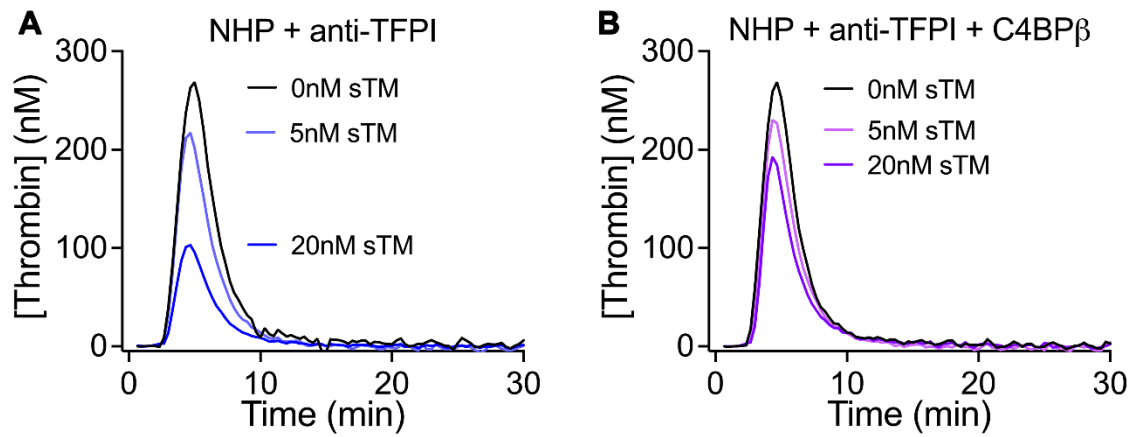 A
NHP + anti-TFPI
[Thrombin] (nM)
300
200
100
0
0nM sTM
5nM sTM
20nM sTM
0
10
20
30
Time (min)
B
NHP + anti-TFPI + C4BPβ
[Thrombin] (nM)
300
200
100
0
0nM sTM
5nM sTM
20nM sTM
0
10
20
30
Time (min)